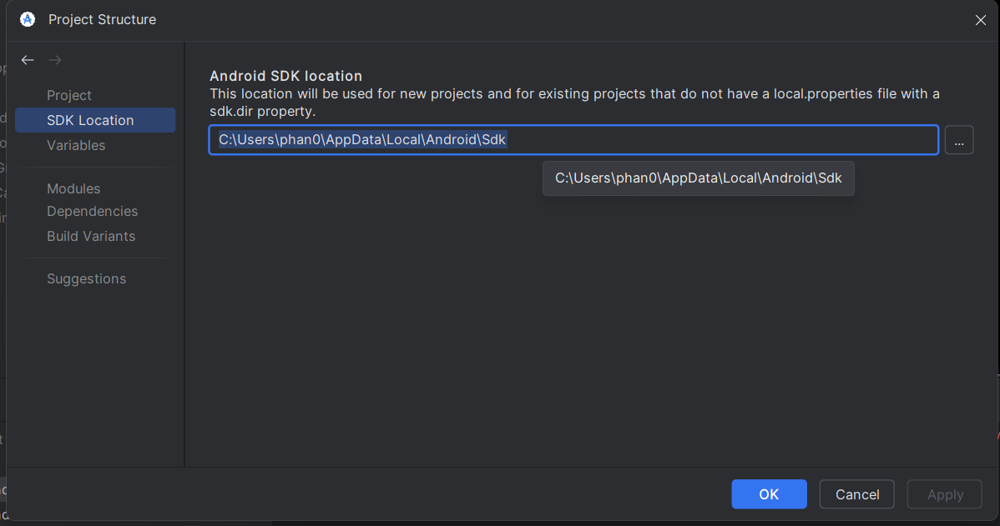 Project Structure
Project
SDK Location
Variables
Modules
Dependencies
Build Variants
Suggestions
Android SDK location
This location will be used for new projects and for existing projects that do not have a local.properties file with a
sdk.dir property.
C:\Users\phan0\AppData\Local\Android\Sdk
...
C:\Users\phan0\AppData\Local\Android\Sdk
OK
Cancel
Apply